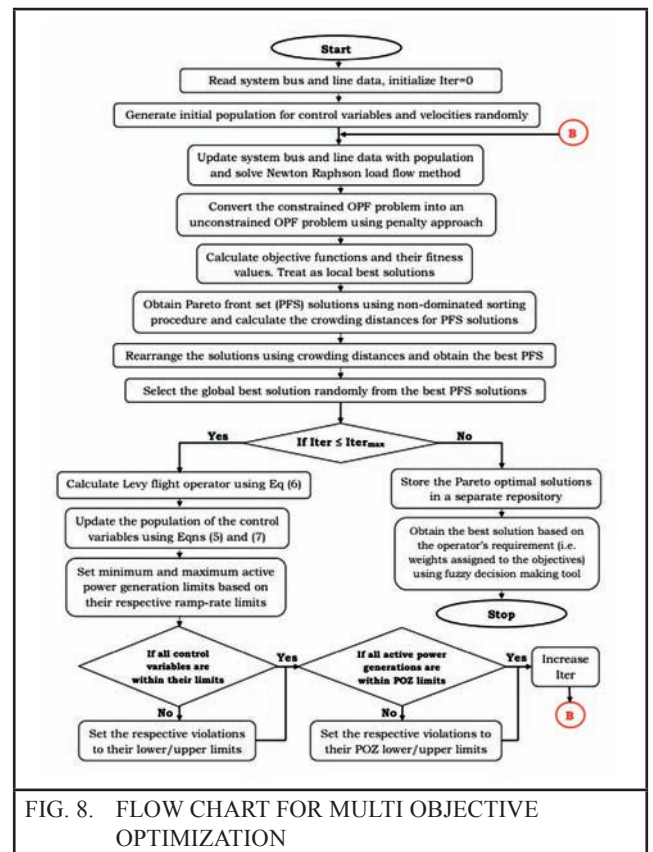 Start
Read system bus and line data, initialize Iter=0
Generate initial population for control variables and velocities randomly
B
Update system bus and line data with population
and solve Newton Raphson load flow method
Convert the constrained OPF problem into an
unconstrained OPF problem using penalty approach
Calculate objective functions and their fitness
values. Treat as local best solutions
Obtain Pareto front set (PFS) solutions using non-dominated sorting
procedure and calculate the crowding distances for PFS solutions
Rearrange the solutions using crowding distances and obtain the best PFS
Select the global best solution randomly from the best PFS solutions
If Iter ≤ Itermax
Yes
No
Calculate Levy flight operator using Eq (6)
Update the population of the control
variables using Eqns (5) and (7)
Set minimum and maximum active
power generation limits based on
their respective ramp-rate limits
Store the Pareto optimal solutions
in a separate repository
Obtain the best solution based on
the operator's requirement (i.e.
weights assigned to the objectives)
using fuzzy decision making tool
Stop
If all control
variables are
within their limits
Yes
No
Set the respective violations
to their lower/upper limits
If all active power
generations are
within POZ limits
Yes
No
Set the respective violations to
their POZ lower/upper limits
Increase
Iter
B
FIG. 8. FLOW CHART FOR MULTI OBJECTIVE
OPTIMIZATION